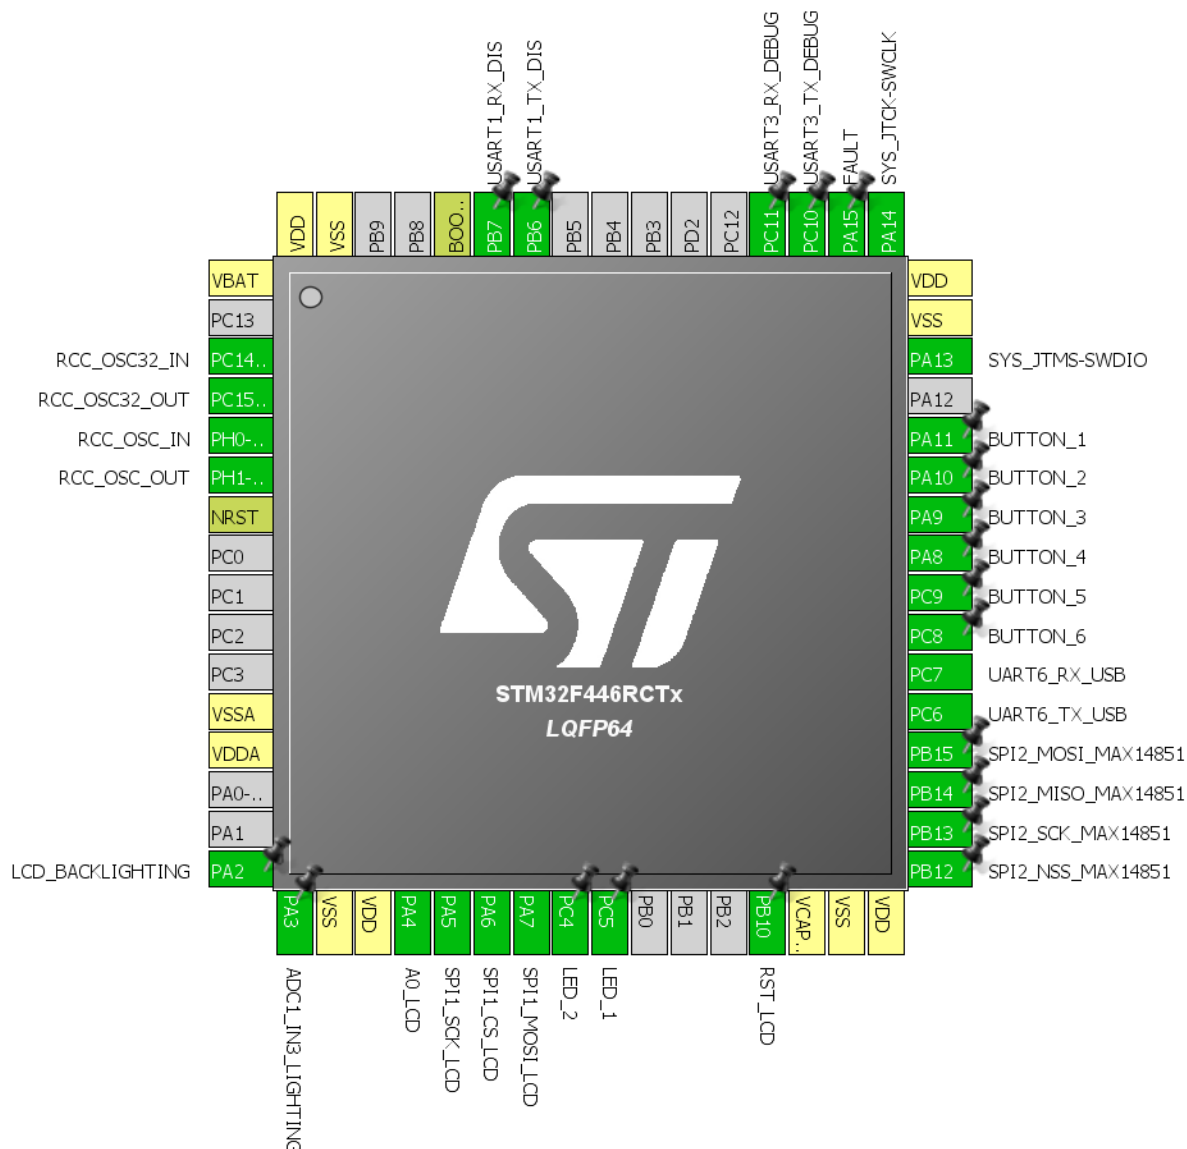 USART1_RX_DIS
USART1_TX_DIS
USART3_RX_DEBUG
USART3_TX_DEBUG
FAULT
SYS_JTCK-SWCLK
VDD
VSS
PB9
PB8
BOO..
PB7
PB6
PB5
PB4
PB3
PD2
PC12
PC11
PC10
PA15
PA14
VBAT
PC13
RCC_OSC32_IN PC14..
RCC_OSC32_OUT PC15..
RCC_OSC_IN PH0-..
RCC_OSC_OUT PH1-..
NRST
PC0
PC1
PC2
PC3
VSSA
VDDA
PA0-..
PA1
LCD_BACKLIGHTING PA2
ST
STM32F446RCTx
LQFP64
VDD
VSS
PA13 SYS_JTMS-SWDIO
PA12
PA11 BUTTON_1
PA10 BUTTON_2
PA9 BUTTON_3
PA8 BUTTON_4
PC9 BUTTON_5
PC8 BUTTON_6
PC7 UART6_RX_USB
PC6 UART6_TX_USB
PB15 SPI2_MOSI_MAX14851
PB14 SPI2_MISO_MAX14851
PB13 SPI2_SCK_MAX14851
PB12 SPI2_NSS_MAX14851
PA3
VSS
VDD
PA4
PA5
PA6
PA7
PC4
PC5
PB0
PB1
PB2
PB10
VCAP..
VSS
VDD
ADC1_IN3_LIGHTING
A0_LCD
SPI1_SCK_LCD
SPI1_CS_LCD
SPI1_MOSI_LCD
LED_2
LED_1
RST_LCD